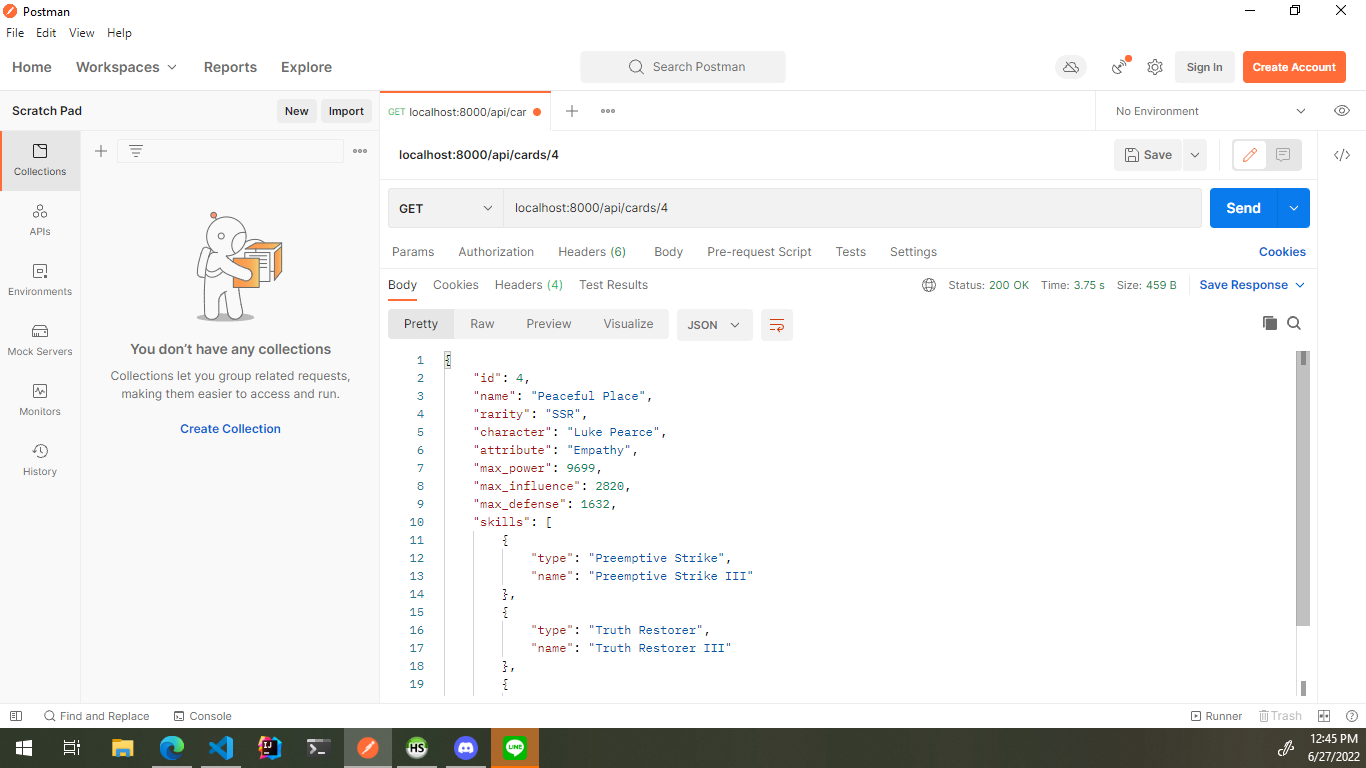 Postman
File Edit View Help
Home Workspaces Reports Explore Search Postman Sign In Create Account
Scratch Pad New Import GET localhost:8000/api/car No Environment
localhost:8000/api/cards/4 Save
Collections
APIs
Environments
Mock Servers
Monitors
History
You don't have any collections
Collections let you group related requests,
making them easier to access and run.
Create Collection
GET localhost:8000/api/cards/4 Send
Params Authorization Headers (6) Body Pre-request Script Tests Settings Cookies
Body Cookies Headers (4) Test Results Status: 200 OK Time: 3.75 s Size: 459 B Save Response
Pretty Raw Preview Visualize JSON
1 {
2 "id": 4,
3 "name": "Peaceful Place",
4 "rarity": "SSR",
5 "character": "Luke Pearce",
6 "attribute": "Empathy",
7 "max_power": 9699,
8 "max_influence": 2820,
9 "max_defense": 1632,
10 "skills": [
11 {
12 "type": "Preemptive Strike",
13 "name": "Preemptive Strike III"
14 },
15 {
16 "type": "Truth Restorer",
17 "name": "Truth Restorer III"
18 },
19 {
Find and Replace Console Runner Trash
HS LINE 12:45 PM
6/27/2022